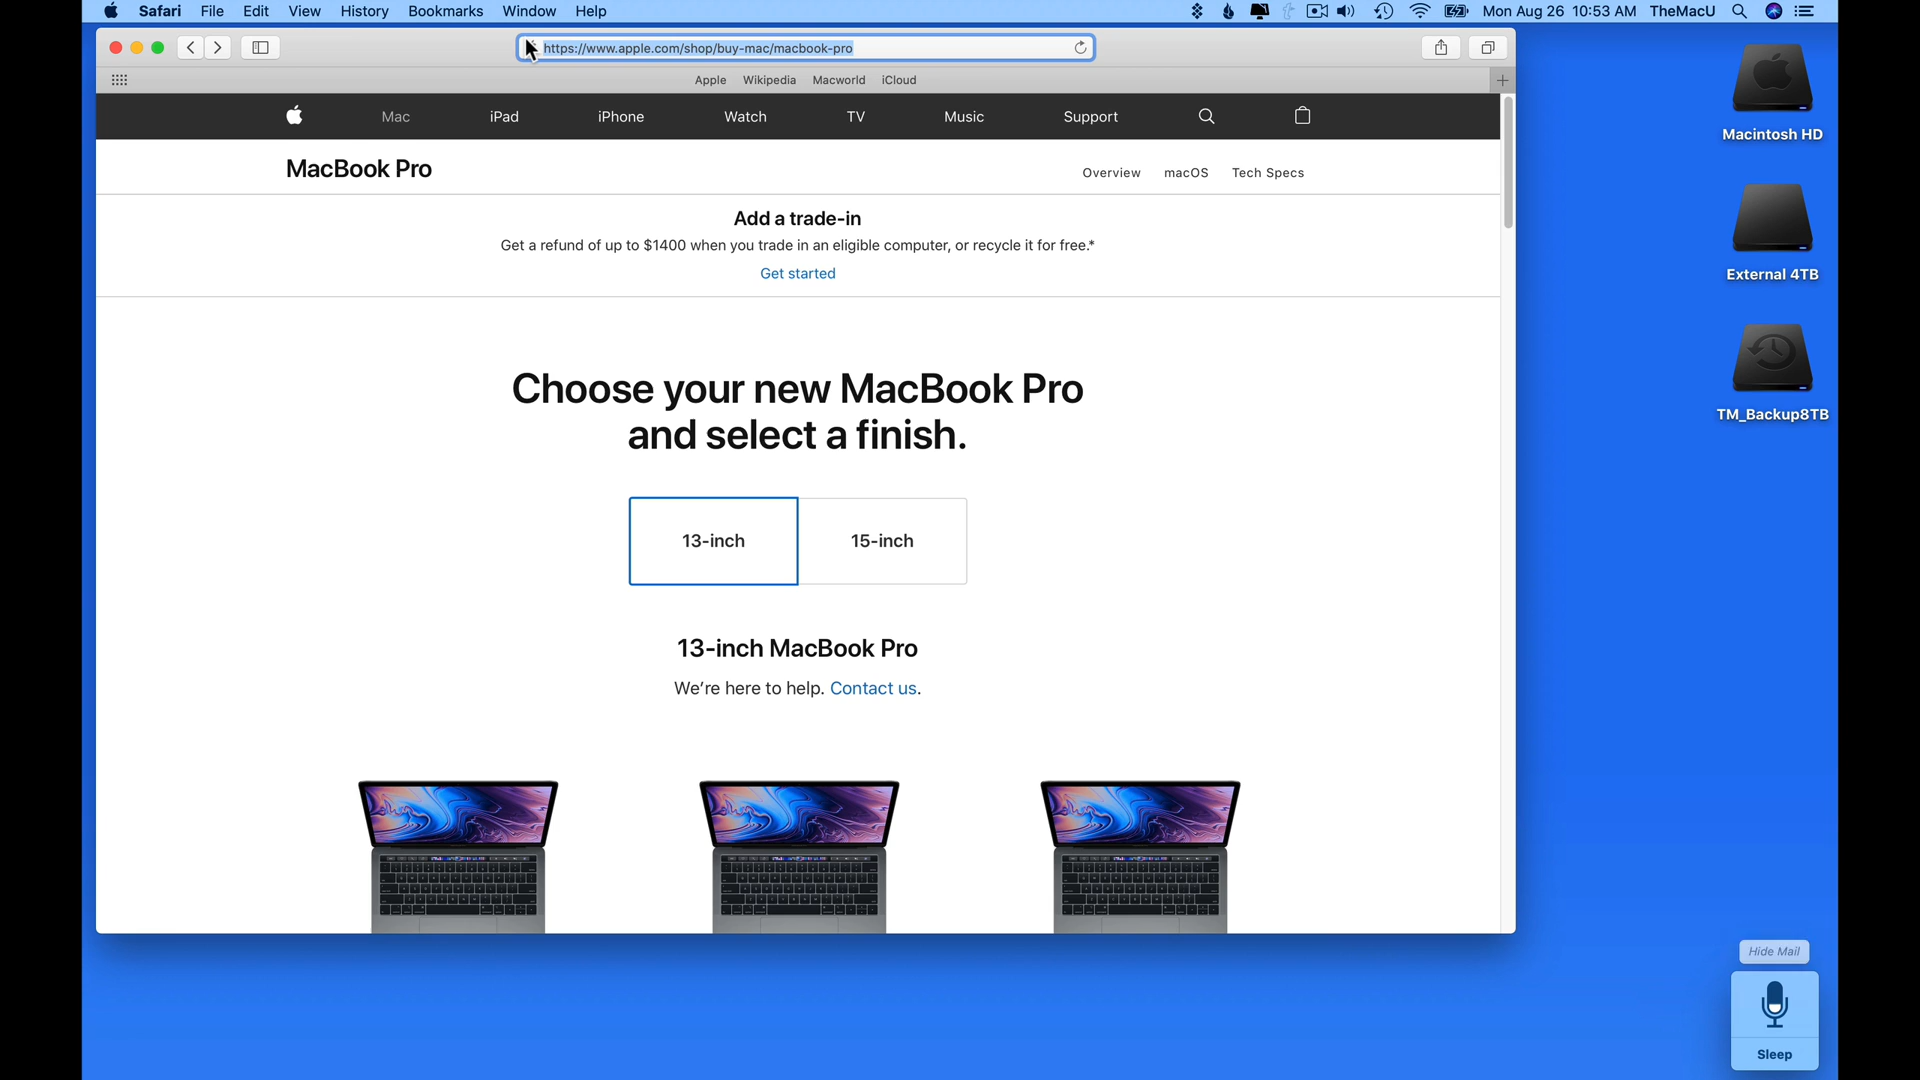 Safari File Edit View History Bookmarks Window Help
Mon Aug 26 10:53 AM TheMacU
https://www.apple.com/shop/buy-mac/macbook-pro
Apple Wikipedia Macworld iCloud
Mac iPad iPhone Watch TV Music Support
MacBook Pro
Overview macOS Tech Specs
Add a trade-in
Get a refund of up to $1400 when you trade in an eligible computer, or recycle it for free.*
Get started
Choose your new MacBook Pro
and select a finish.
13-inch 15-inch
13-inch MacBook Pro
We're here to help. Contact us.
Macintosh HD
External 4TB
TM_Backup8TB
Hide Mail
Sleep